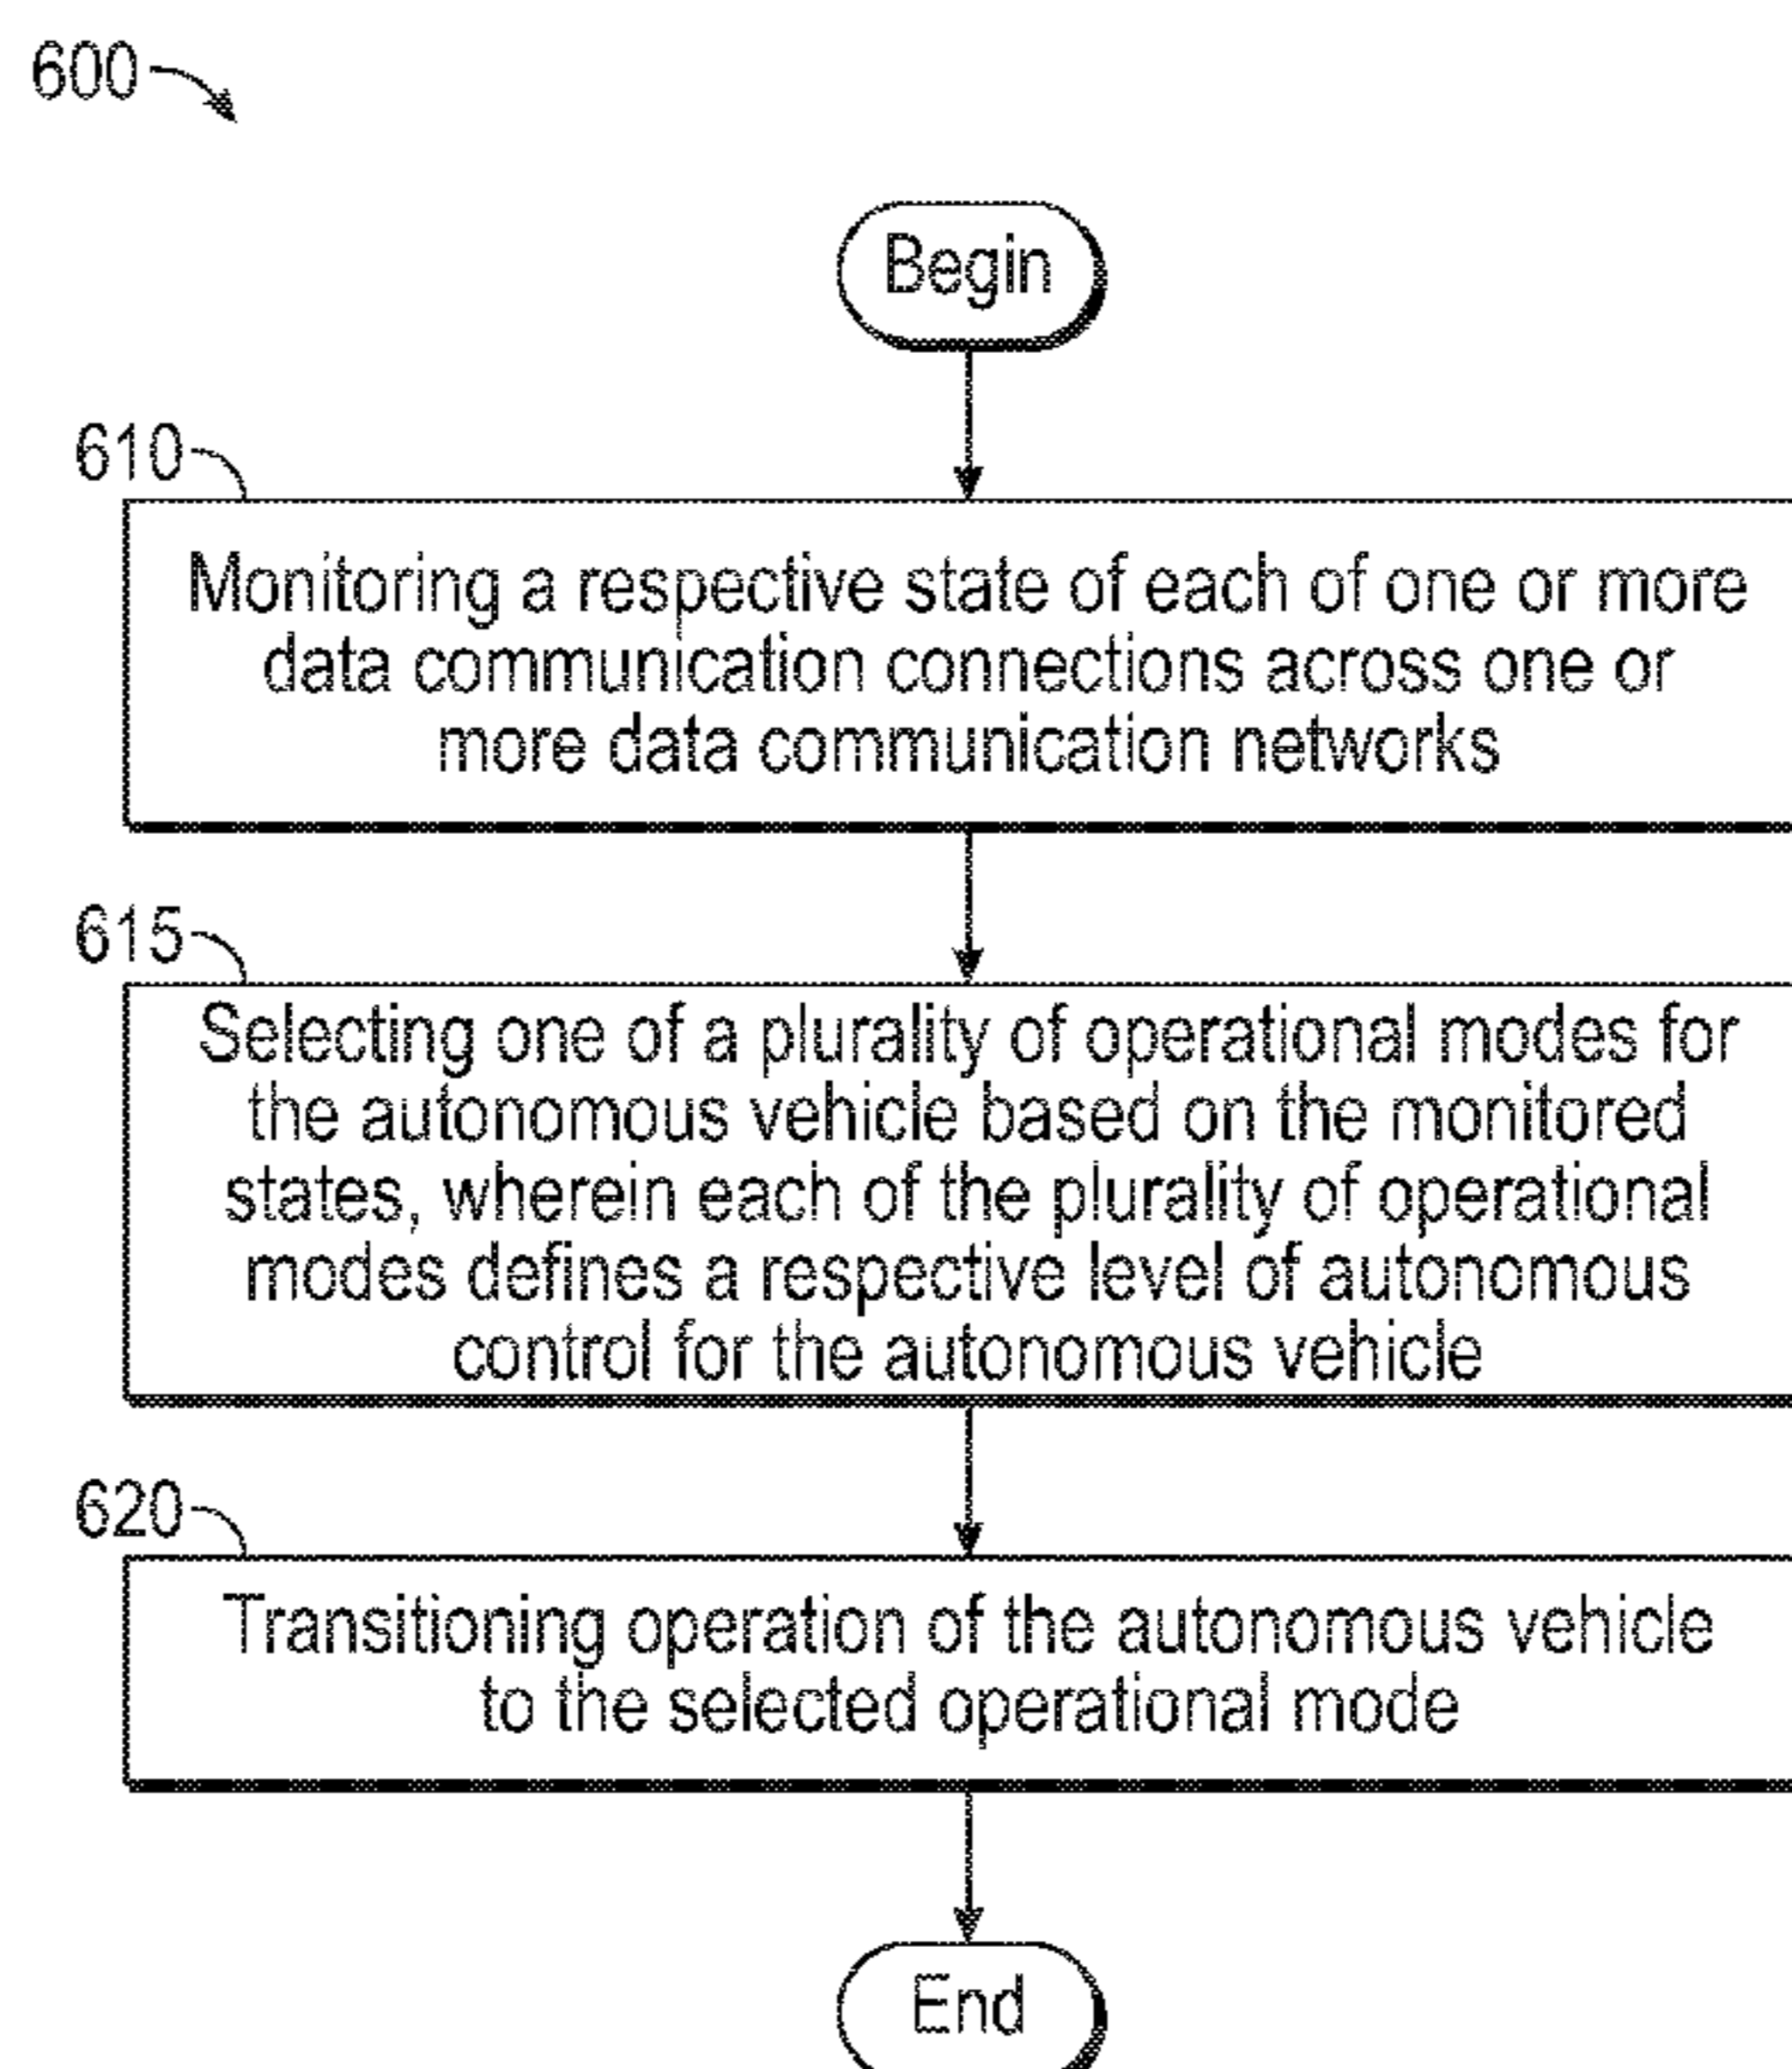 600
Begin
610
Monitoring a respective state of each of one or more
data communication connections across one or
more data communication networks
615
Selecting one of a plurality of operational modes for
the autonomous vehicle based on the monitored
states, wherein each of the plurality of operational
modes defines a respective level of autonomous
control for the autonomous vehicle
620
Transitioning operation of the autonomous vehicle
to the selected operational mode
End